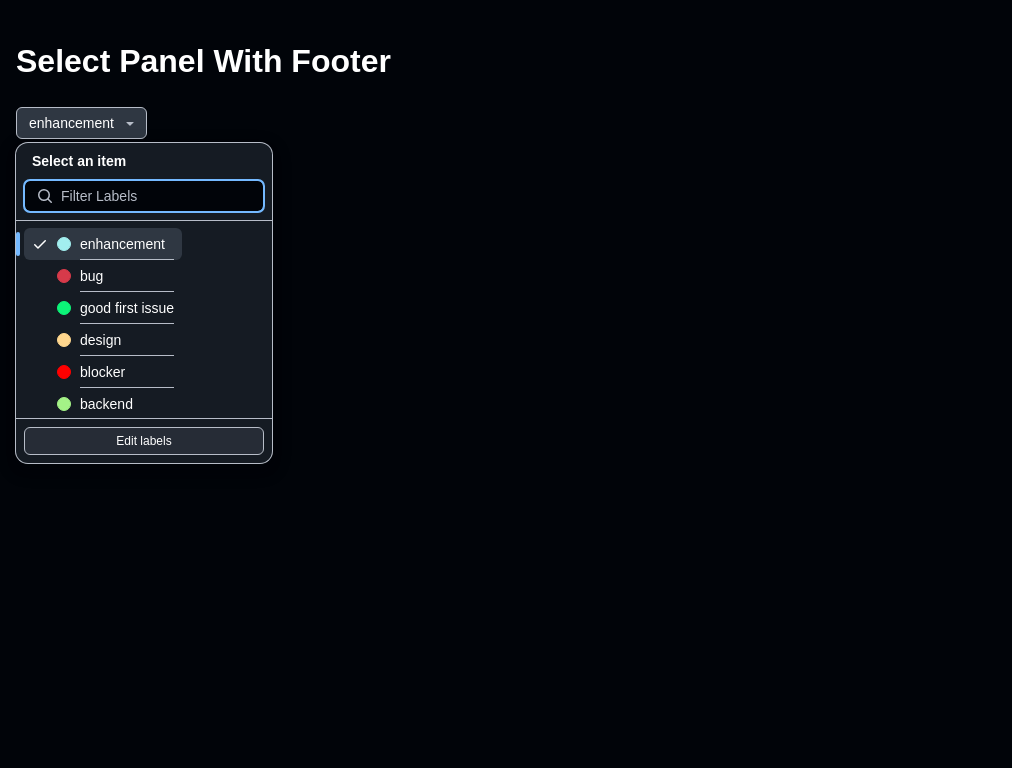 Select Panel With Footer
enhancement
Select an item
Filter Labels
enhancement
bug
good first issue
design
blocker
backend
Edit labels